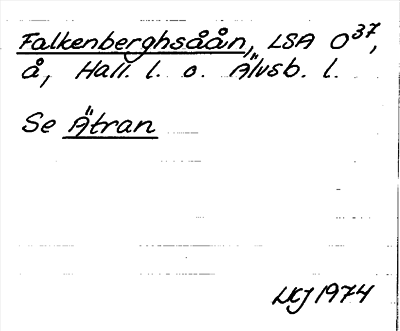 Falkenberghsåån, LSA O37,
å, Hall. l. o. Älvsb. l.
Se Ätran
LKJ 1974